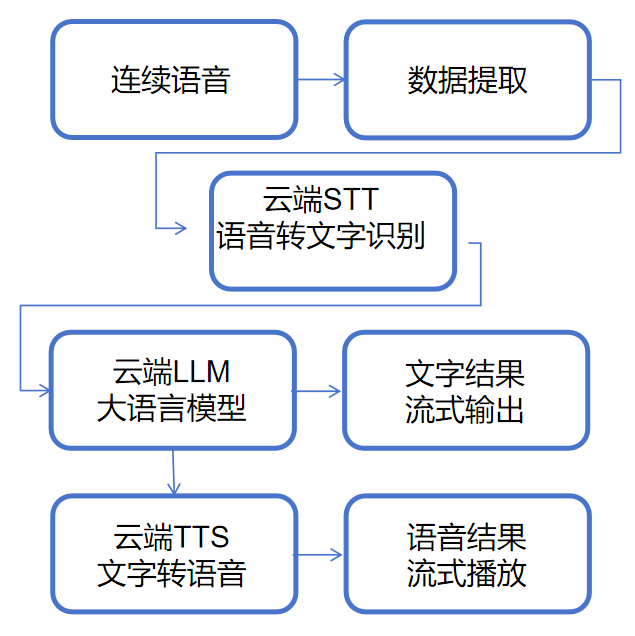 连续语音
数据提取
云端STT
语音转文字识别
云端LLM
大语言模型
文字结果
流式输出
云端TTS
文字转语音
语音结果
流式播放